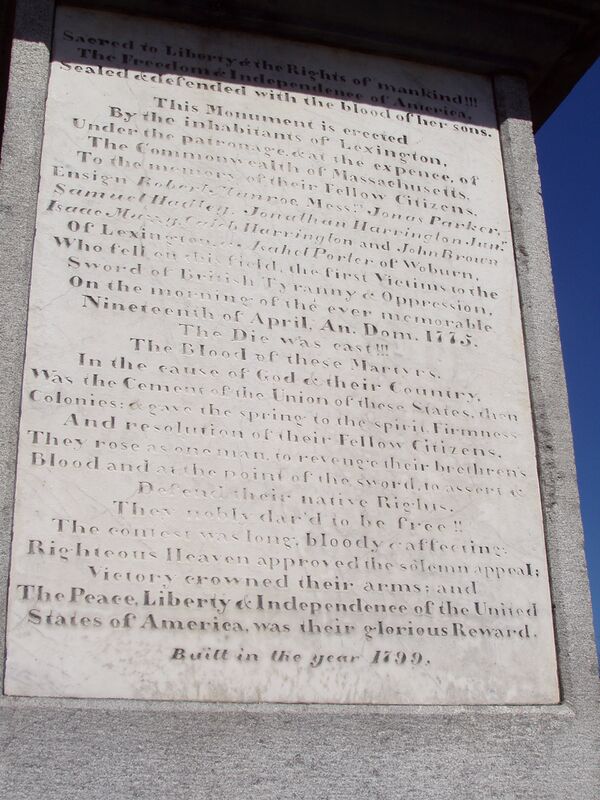 Sacred to Liberty & the Rights of mankind!!!
The Freedom & Independence of America,
Sealed & defended with the blood of her sons.
This Monument is erected
By the inhabitants of Lexington,
Under the patronage, & at the expence, of
The Commonwealth of Massachusetts,
To the memory of their Fellow Citizens,
Ensign Robert Munroe, Messrs. Jonas Parker,
Samuel Hadley, Jonathan Harrington Junr.
Isaac Muzzy, Caleb Harrington and John Brown
Of Lexington, & Asahel Porter of Woburn,
Who fell on this field, the first Victims to the
Sword of British Tyranny & Oppression,
On the morning of the ever memorable
Nineteenth of April, An. Dom. 1775.
The Die was cast!!!
The Blood of these Martyrs,
In the cause of God & their Country,
Was the Cement of the Union of these States, then
Colonies; & gave the spring to the spirit, Firmness
And resolution of their Fellow Citizens.
They rose as one man, to revenge their brethren's
Blood and at the point of the sword, to assert &
Defend their native Rights.
They nobly dar'd to be free!!
The contest was long, bloody & affecting;
Righteous Heaven approved the solemn appeal;
Victory crowned their arms; and
The Peace, Liberty & Independence of the United
States of America, was their glorious Reward.
Built in the year 1799.